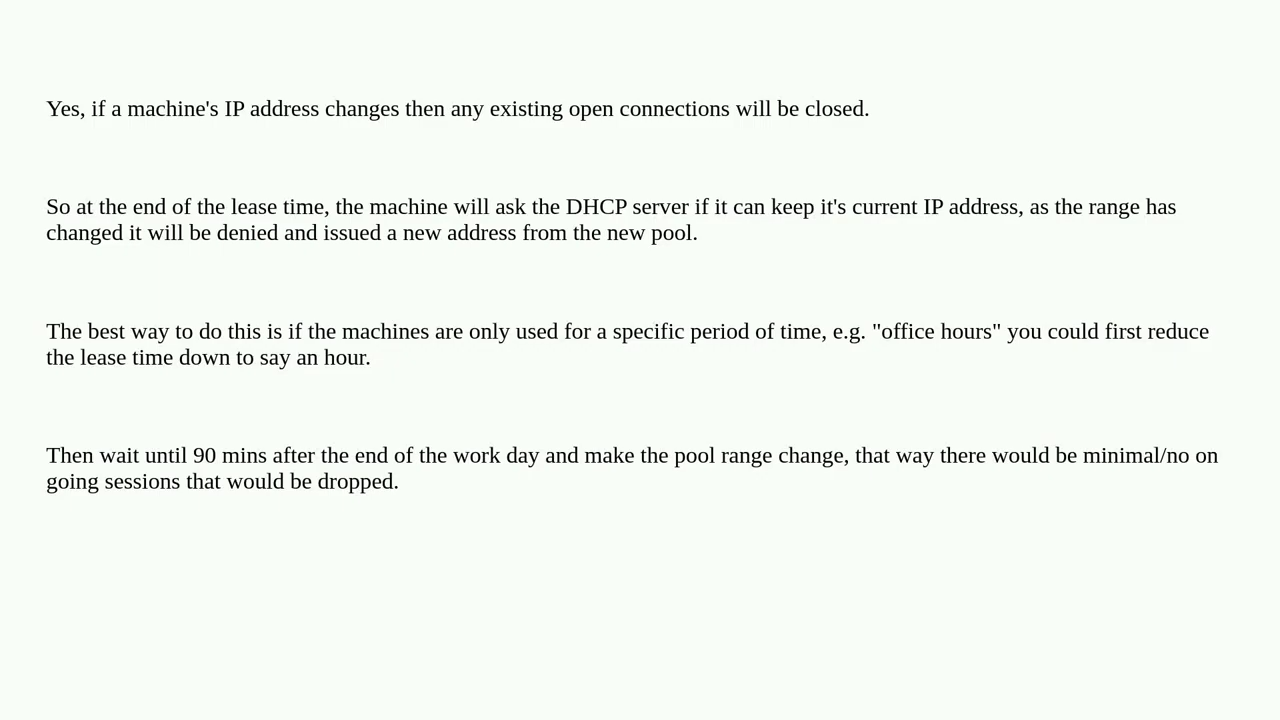 Yes, if a machine's IP address changes then any existing open connections will be closed.
So at the end of the lease time, the machine will ask the DHCP server if it can keep it's current IP address, as the range has
changed it will be denied and issued a new address from the new pool.
The best way to do this is if the machines are only used for a specific period of time, e.g. "office hours" you could first reduce
the lease time down to say an hour.
Then wait until 90 mins after the end of the work day and make the pool range change, that way there would be minimal/no on
going sessions that would be dropped.